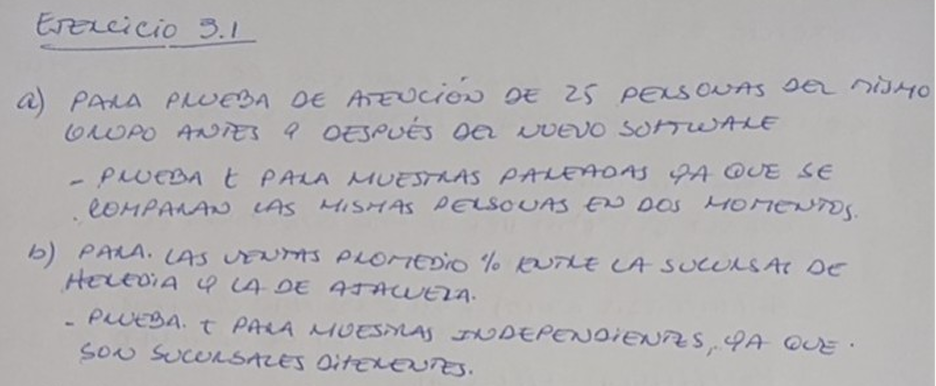 Ejercicio 3.1
a) PARA PRUEBA DE ATENCIÓN DE 25 PERSONAS DEL MISMO
GRUPO ANTES Y DESPUÉS DEL NUEVO SOFTWARE
- PRUEBA t PARA MUESTRAS PAREADAS YA QUE SE
COMPARAN LAS MISMAS PERSONAS EN DOS MOMENTOS.
b) PARA. LAS VENTAS PROMEDIO % ENTRE LA SUCURSAL DE
HEREDIA Y LA DE ATALUEZA.
- PRUEBA. t PARA MUESTRAS INDEPENDIENTES, YA QUE.
SON SUCURSALES DIFERENTES.